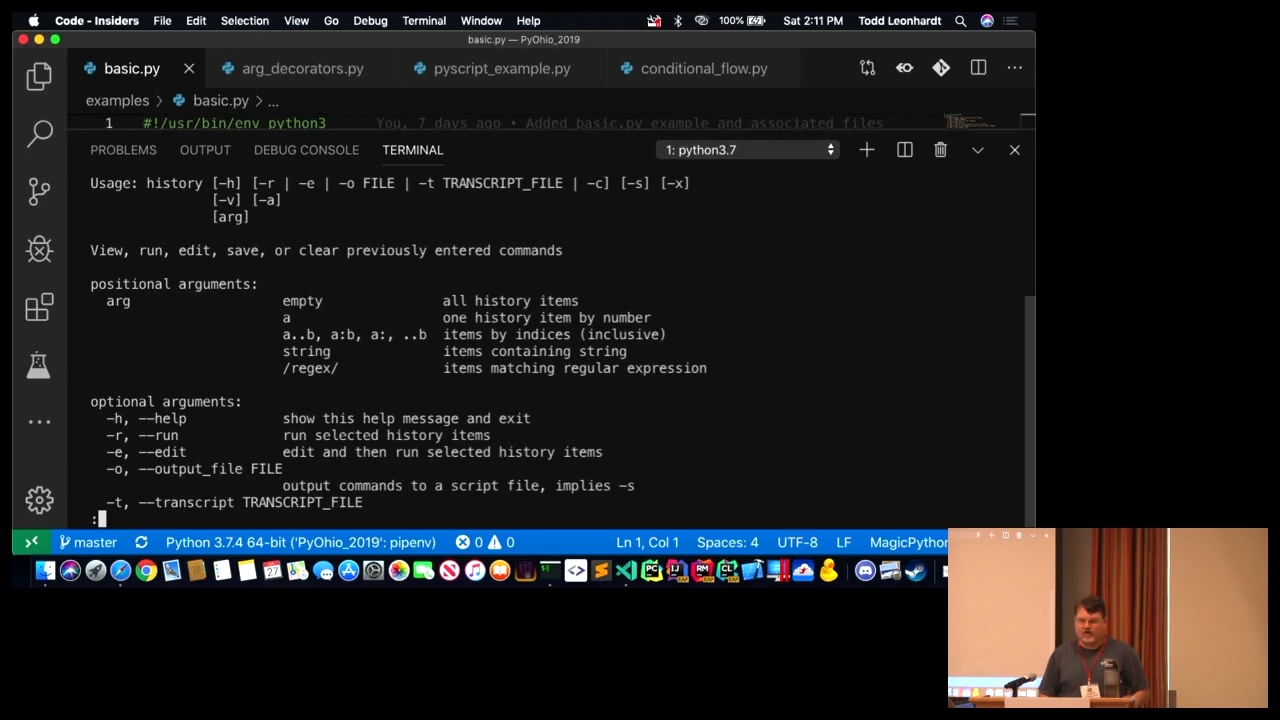 Code - Insiders File Edit Selection View Go Debug Terminal Window Help 100% Sat 2:11 PM Todd Leonhardt
basic.py — PyOhio_2019
basic.py arg_decorators.py pyscript_example.py conditional_flow.py
examples > basic.py > ...
1 #!/usr/bin/env python3 You, 7 days ago • Added basic.py example and associated files
PROBLEMS OUTPUT DEBUG CONSOLE TERMINAL 1: python3.7
Usage: history [-h] [-r | -e | -o FILE | -t TRANSCRIPT_FILE | -c] [-s] [-x]
[-v] [-a]
[arg]
View, run, edit, save, or clear previously entered commands
positional arguments:
arg empty all history items
a one history item by number
a..b, a:b, a:, ..b items by indices (inclusive)
string items containing string
/regex/ items matching regular expression
optional arguments:
-h, --help show this help message and exit
-r, --run run selected history items
-e, --edit edit and then run selected history items
-o, --output_file FILE
output commands to a script file, implies -s
-t, --transcript TRANSCRIPT_FILE
:
master Python 3.7.4 64-bit ('PyOhio_2019': pipenv) 0 0 Ln 1, Col 1 Spaces: 4 UTF-8 LF MagicPython